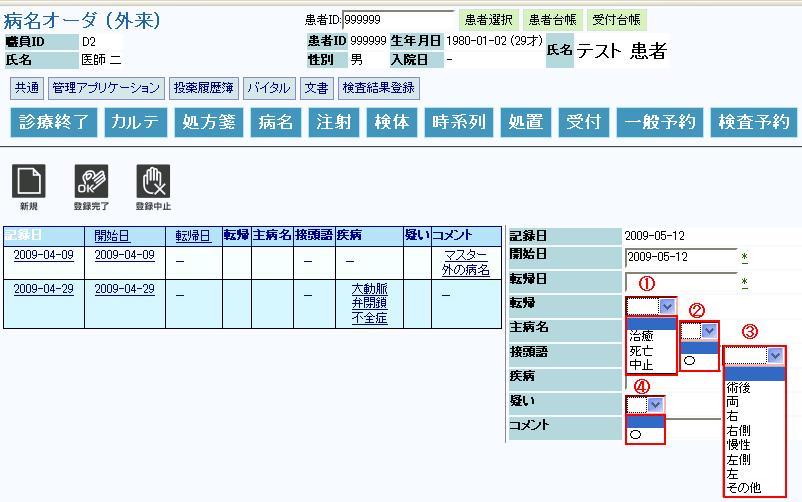 病名オーダ（外来）
患者ID: 999999 患者選択 患者台帳 受付台帳
職員ID D2
氏名 医師 二
患者ID 999999 生年月日 1980-01-02 (29才) 氏名 テスト 患者
性別 男 入院日 -
共通 管理アプリケーション 投薬履歴簿 バイタル 文書 検査結果登録
診療終了 カルテ 処方箋 病名 注射 検体 時系列 処置 受付 一般予約 検査予約
OK
新規 登録完了 登録中止
記録日 開始日 転帰日 転帰 主病名 接頭語 疾病 疑い コメント
2009-04-09 2009-04-09 _ _ _ マスター
外の病名
2009-04-29 2009-04-29 _ _ 大動脈
弁閉鎖
不全症 _
記録日 2009-05-12
開始日 2009-05-12 *
転帰日 *
転帰 ①
治癒
死亡
中止
主病名 ②
○
接頭語 ③
術後
両
右
右側
慢性
左側
左
その他
疾病
疑い ④
○
コメント